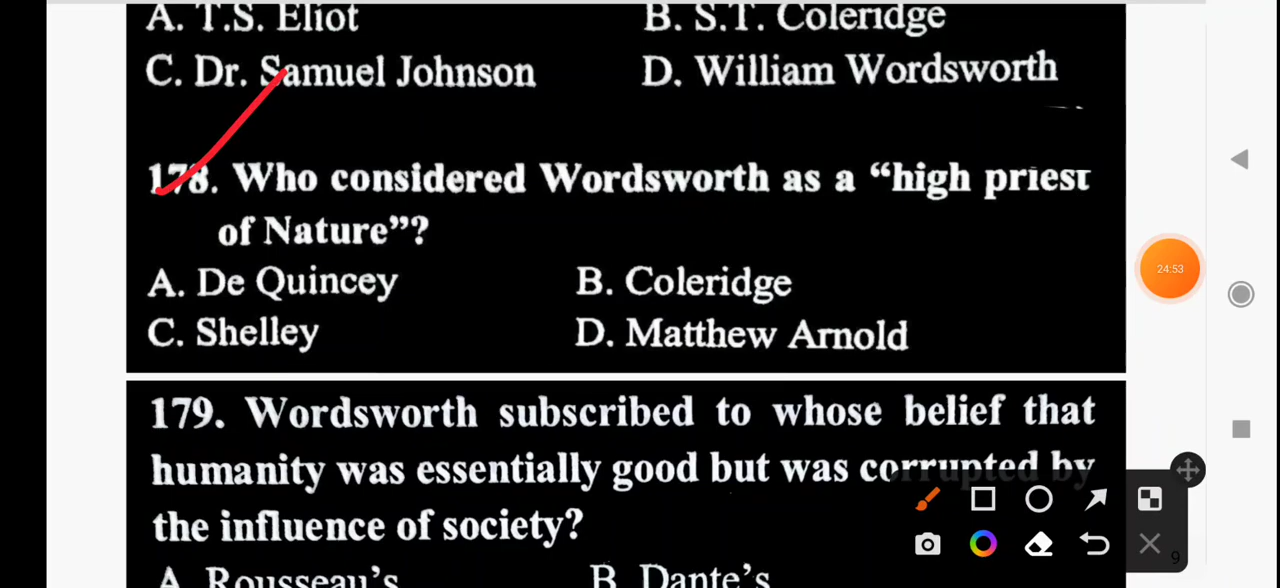 A. T.S. Eliot B. S.T. Coleridge
C. Dr. Samuel Johnson D. William Wordsworth
178. Who considered Wordsworth as a “high priest
of Nature”?
A. De Quincey B. Coleridge
C. Shelley D. Matthew Arnold
24:53
179. Wordsworth subscribed to whose belief that
humanity was essentially good but was corrupted by
the influence of society?
A. Rousseau's B. Dante's
9